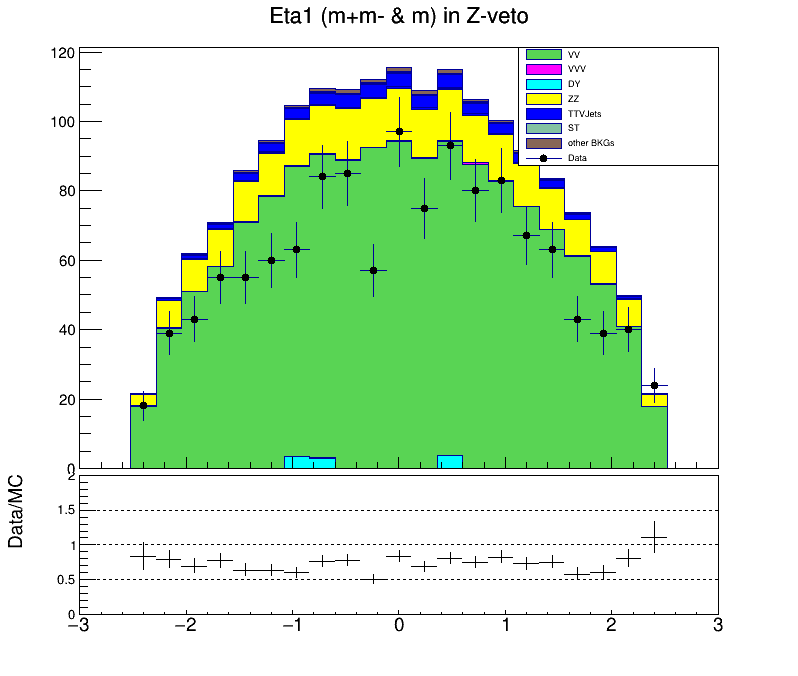 Eta1 (m+m- & m) in Z-veto
120
100
80
60
40
20
0
VV
VVV
DY
ZZ
TTVJets
ST
other BKGs
Data
Data/MC
2
1.5
1
0.5
0
−3 −2 −1 0 1 2 3